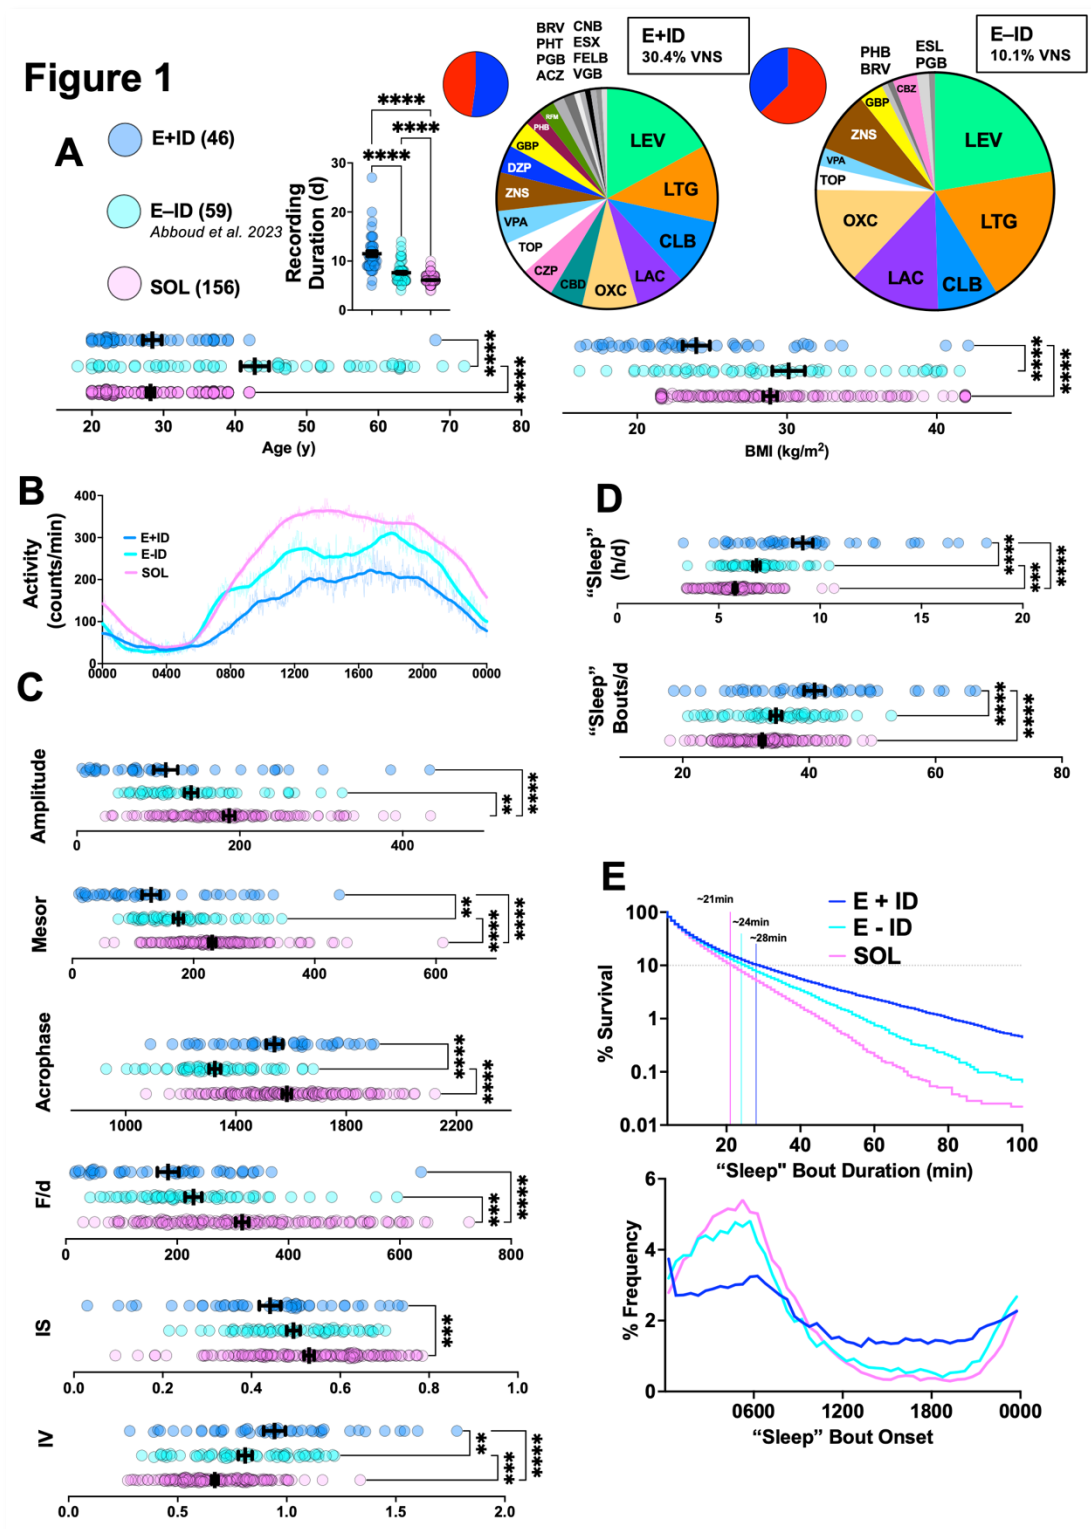 Figure 1
A
E+ID (46)
E–ID (59)
Abboud et al. 2023
SOL (156)
Recording
Duration (d)
30
20
10
0
****
****
****
BRV CNB
PHT ESX
PGB FELB
ACZ VGB
E+ID
30.4% VNS
LEV
LTG
CLB
LAC
OXC
CBD
CZP
TOP
VPA
ZNS
DZP
GBP
PHB
RFM
PHB ESL
BRV PGB
E–ID
10.1% VNS
LEV
LTG
CLB
LAC
OXC
TOP
VPA
ZNS
GBP
CBZ
****
****
20 30 40 50 60 70 80
Age (y)
****
****
20 30 40
BMI (kg/m2)
B
Activity
(counts/min)
400
300
200
100
0
E+ID
E-ID
SOL
0000 0400 0800 1200 1600 2000 0000
C
Amplitude
**
****
0 200 400
Mesor
**
****
****
0 200 400 600
Acrophase
****
****
1000 1400 1800 2200
F/d
***
****
0 200 400 600 800
IS
***
0.0 0.2 0.4 0.6 0.8 1.0
IV
**
***
****
0.0 0.5 1.0 1.5 2.0
D
“Sleep”
(h/d)
****
***
****
0 5 10 15 20
“Sleep”
Bouts/d
****
****
20 40 60 80
E
% Survival
100
10
1
0.1
0.01
~21min
~24min
~28min
E + ID
E - ID
SOL
20 40 60 80 100
“Sleep" Bout Duration (min)
% Frequency
6
4
2
0
0600 1200 1800 0000
“Sleep” Bout Onset